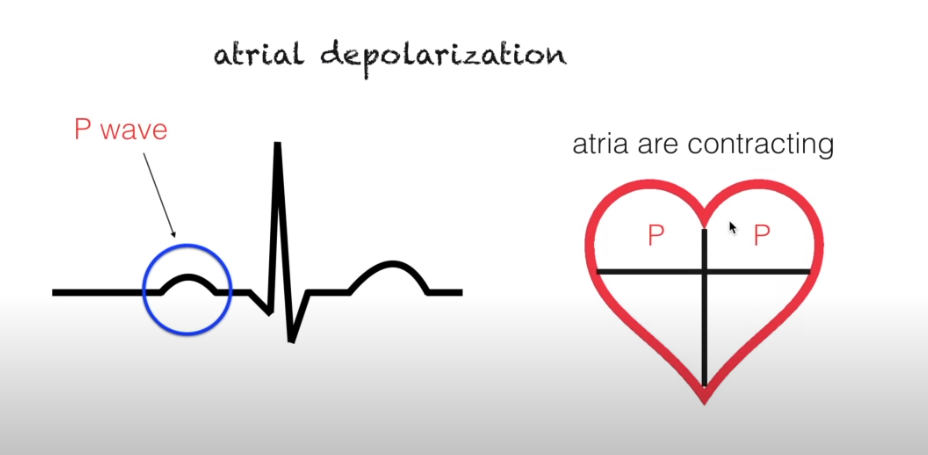 atrial depolarization
P wave
atria are contracting
P P